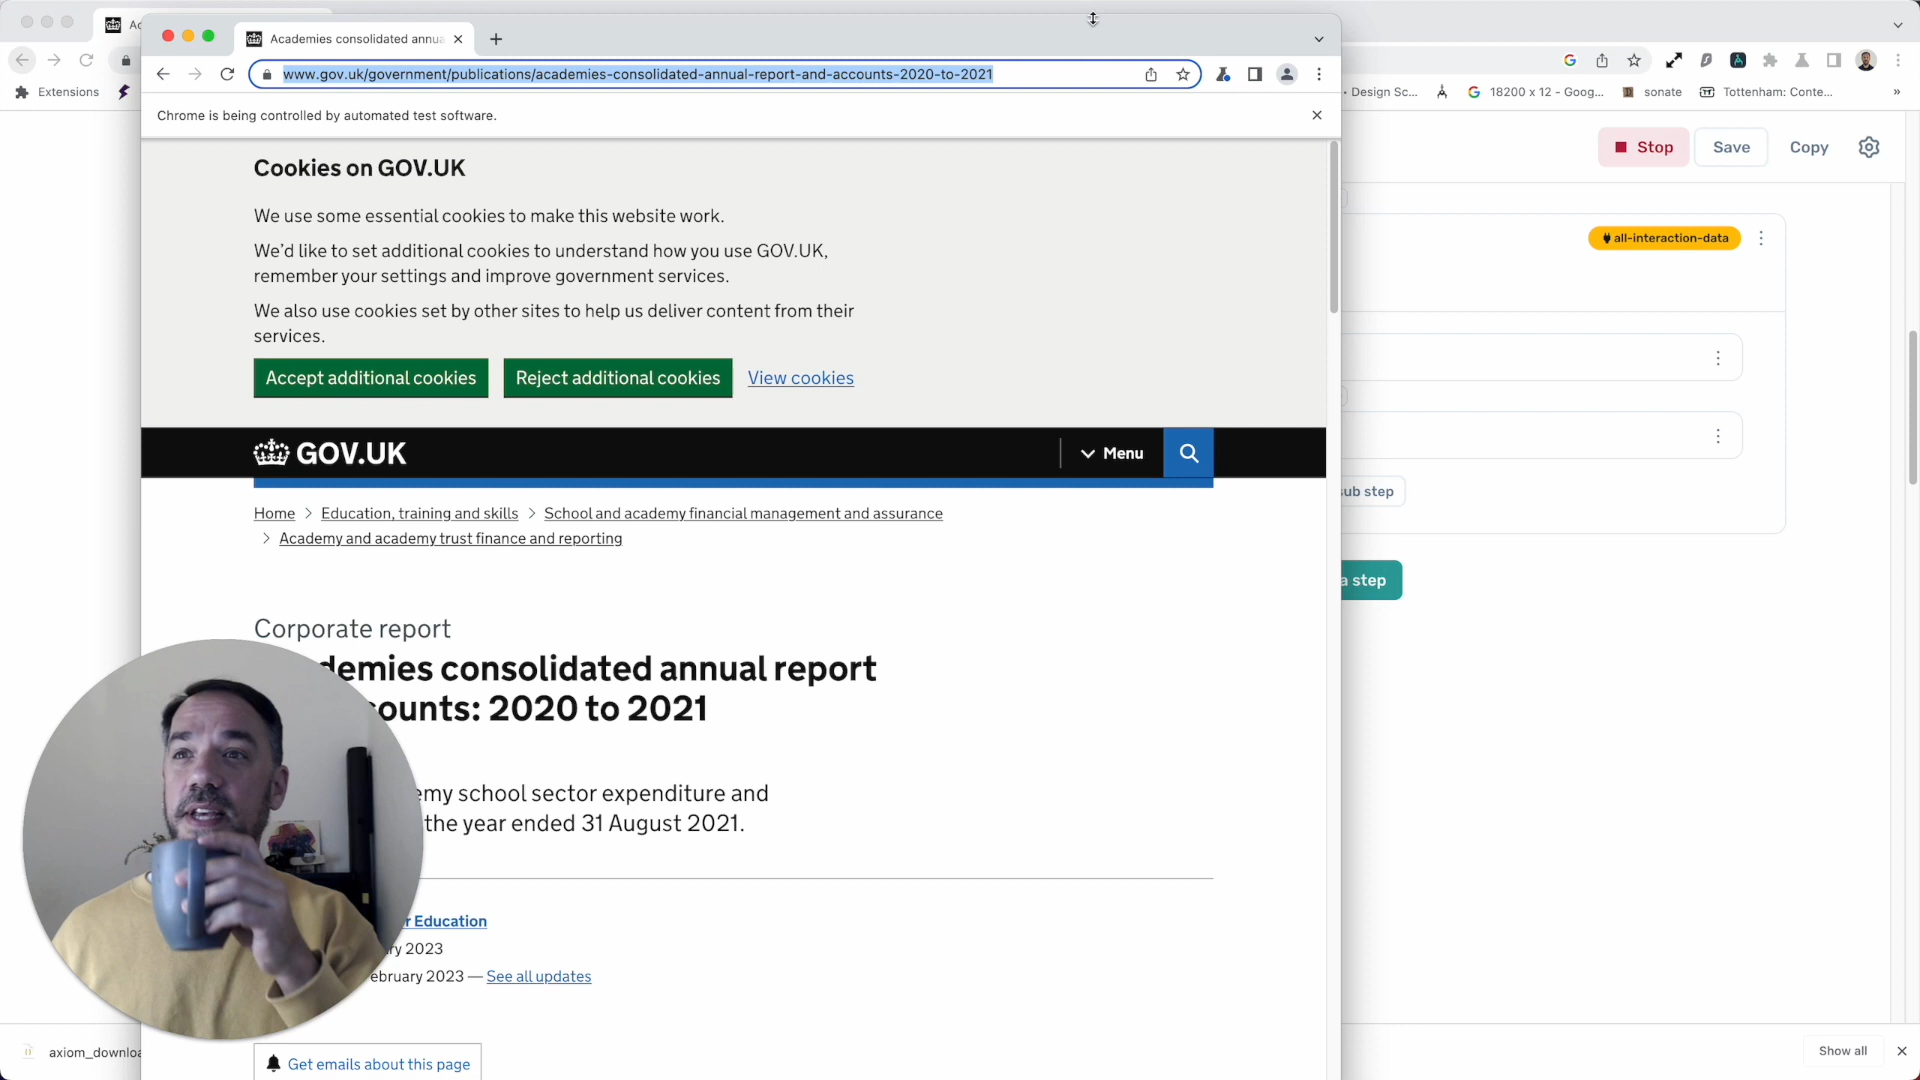 Ac
Academies consolidated annua
www.gov.uk/government/publications/academies-consolidated-annual-report-and-accounts-2020-to-2021
Extensions
Design Sc...
18200 x 12 - Goog...
sonate
Tottenham: Conte...
»
Chrome is being controlled by automated test software.
Stop
Save
Copy
all-interaction-data
Cookies on GOV.UK
We use some essential cookies to make this website work.
We’d like to set additional cookies to understand how you use GOV.UK,
remember your settings and improve government services.
We also use cookies set by other sites to help us deliver content from their
services.
Accept additional cookies
Reject additional cookies
View cookies
GOV.UK
Menu
Home > Education, training and skills > School and academy financial management and assurance
> Academy and academy trust finance and reporting
ub step
a step
Corporate report
demies consolidated annual report
counts: 2020 to 2021
emy school sector expenditure and
the year ended 31 August 2021.
r Education
ry 2023
ebruary 2023 — See all updates
Get emails about this page
axiom_downloa
Show all